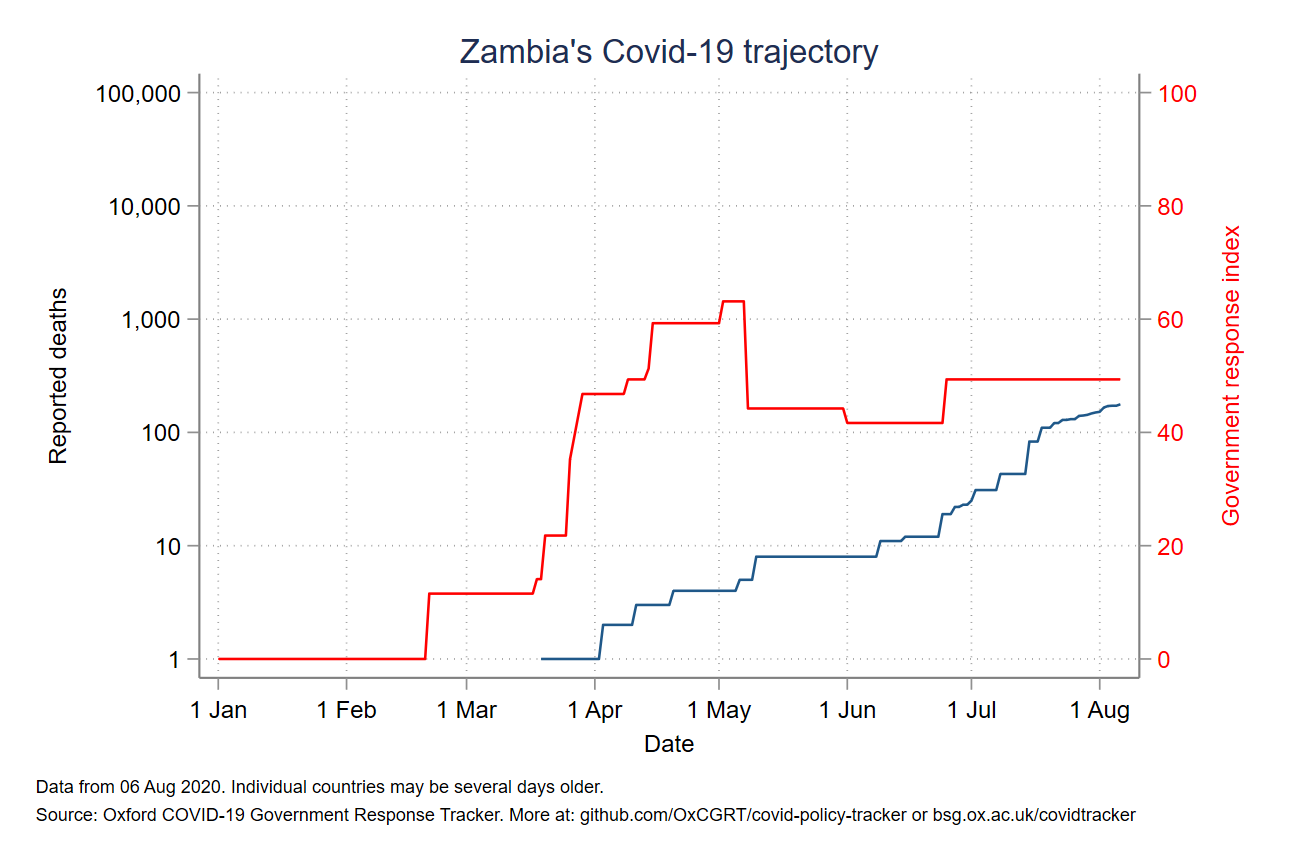 Zambia's Covid-19 trajectory
100,000
10,000
1,000
100
10
1
Reported deaths
100
80
60
40
20
0
Government response index
1 Jan 1 Feb 1 Mar 1 Apr 1 May 1 Jun 1 Jul 1 Aug
Date
Data from 06 Aug 2020. Individual countries may be several days older.
Source: Oxford COVID-19 Government Response Tracker. More at: github.com/OxCGRT/covid-policy-tracker or bsg.ox.ac.uk/covidtracker